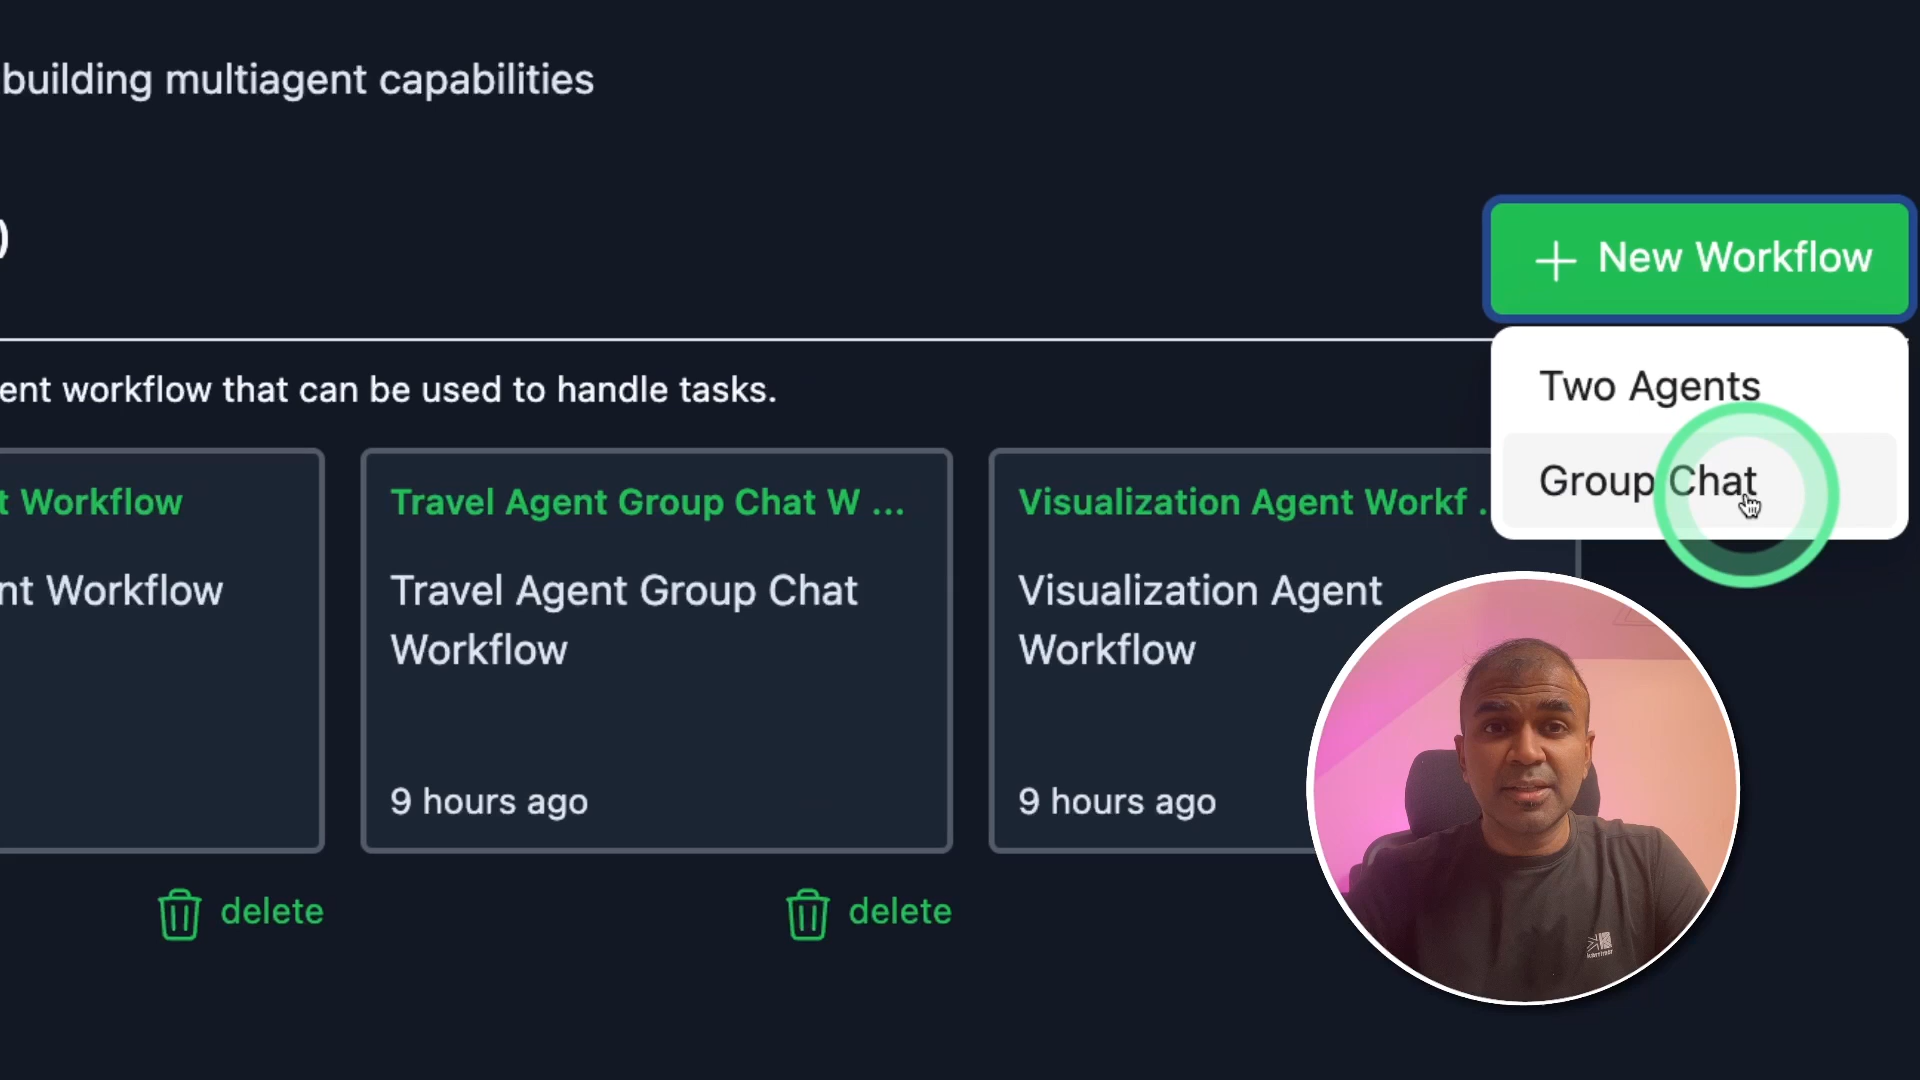 building multiagent capabilities
)
New Workflow
Two Agents
Group Chat
ent workflow that can be used to handle tasks.
t Workflow
nt Workflow
delete
Travel Agent Group Chat W ...
Travel Agent Group Chat
Workflow
9 hours ago
delete
Visualization Agent Workf .
Visualization Agent
Workflow
9 hours ago